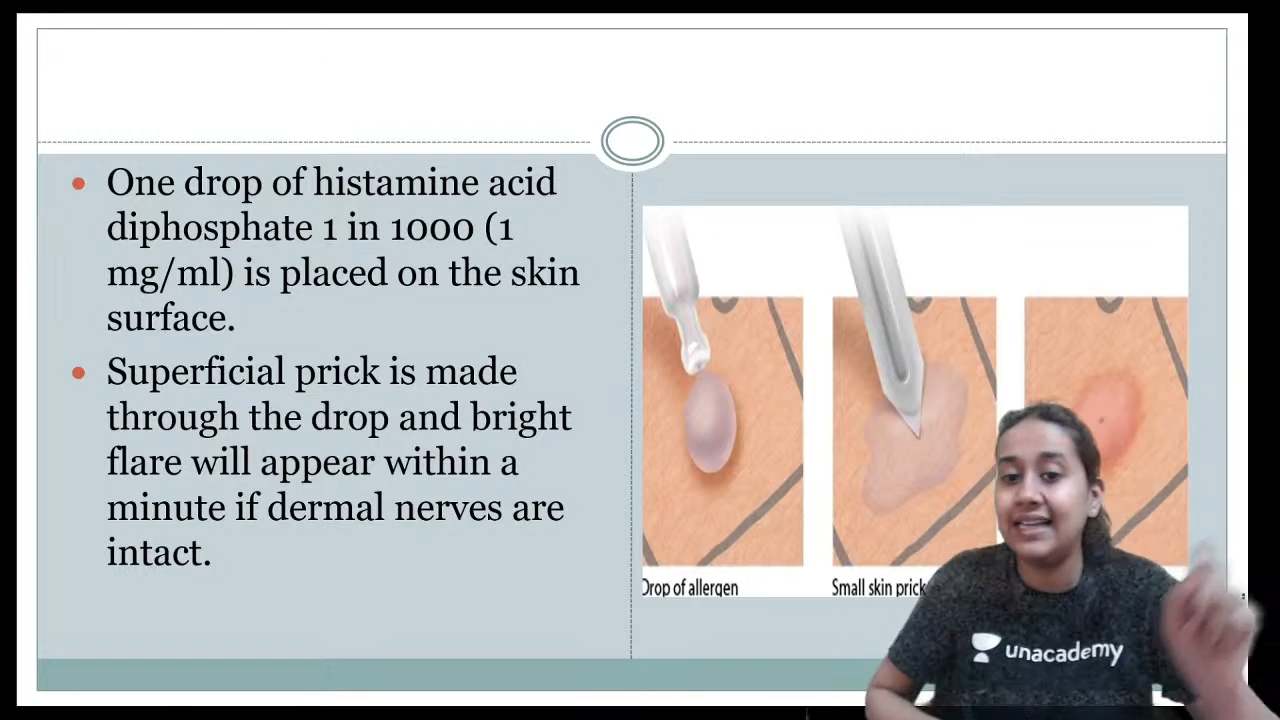 One drop of histamine acid
diphosphate 1 in 1000 (1
mg/ml) is placed on the skin
surface.
Superficial prick is made
through the drop and bright
flare will appear within a
minute if dermal nerves are
intact.
Drop of allergen
Small skin prick
unacademy